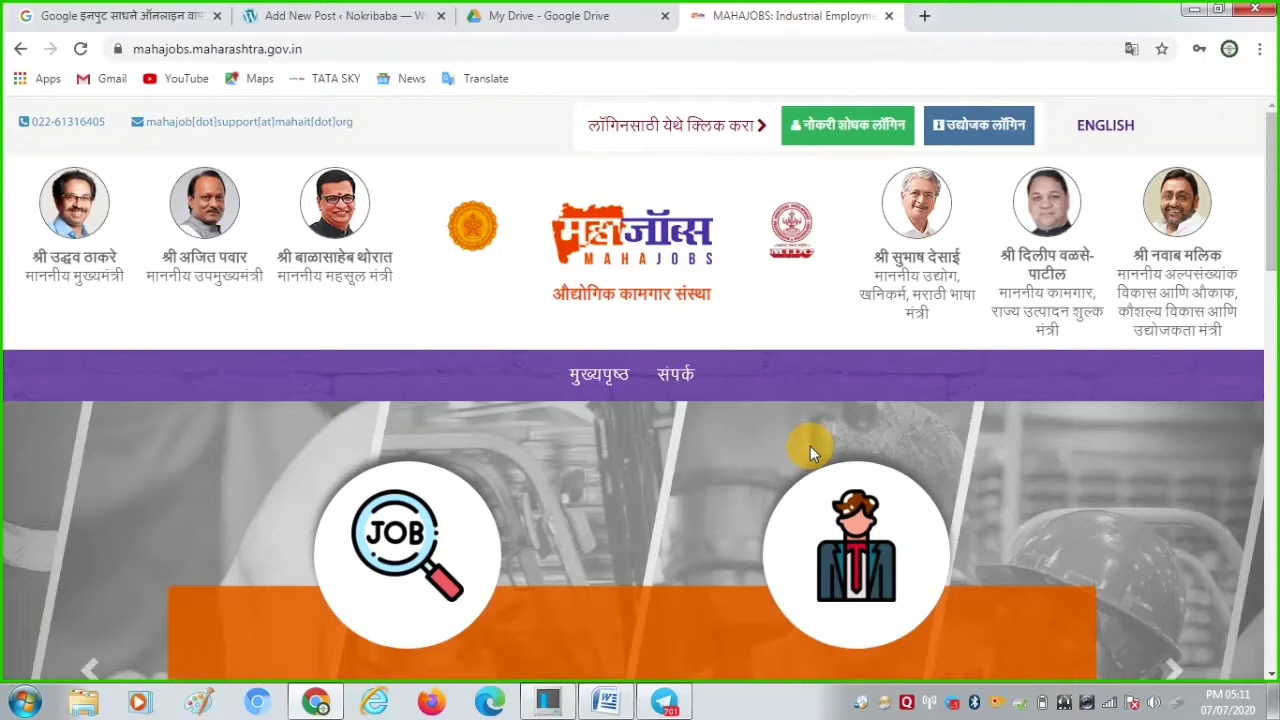 Google इनपुट साधने ऑनलाइन वाप
Add New Post ‹ Nokribaba — W
My Drive - Google Drive
MAHAJOBS: Industrial Employme
mahajobs.maharashtra.gov.in
Apps
Gmail
YouTube
Maps
TATA SKY
News
Translate
022-61316405
mahajob[dot]support[at]mahait[dot]org
लॉगिनसाठी येथे क्लिक करा
नोकरी शोधक लॉगिन
उद्योजक लॉगिन
ENGLISH
श्री उद्धव ठाकरे
माननीय मुख्यमंत्री
श्री अजित पवार
माननीय उपमुख्यमंत्री
श्री बाळासाहेब थोरात
माननीय महसूल मंत्री
महाजॉब्स
MAHAJOBS
औद्योगिक कामगार संस्था
MIDC
श्री सुभाष देसाई
माननीय उद्योग,
खनिकर्म, मराठी भाषा
मंत्री
श्री दिलीप वळसे-
पाटील
माननीय कामगार,
राज्य उत्पादन शुल्क
मंत्री
श्री नवाब मलिक
माननीय अल्पसंख्यांक
विकास आणि औकाफ,
कौशल्य विकास आणि
उद्योजकता मंत्री
मुख्यपृष्ठ
संपर्क
JOB
701
PM 05:11
07/07/2020